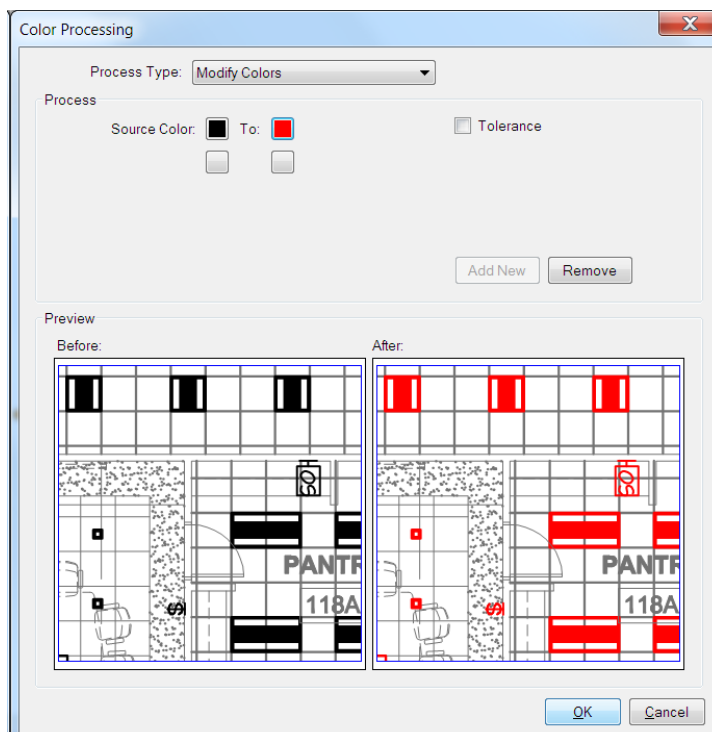 Color Processing
Process Type: Modify Colors
Process
Source Color: To: Tolerance
Add New Remove
Preview
Before: After:
PANTR PANTR
118A 118A
OK Cancel